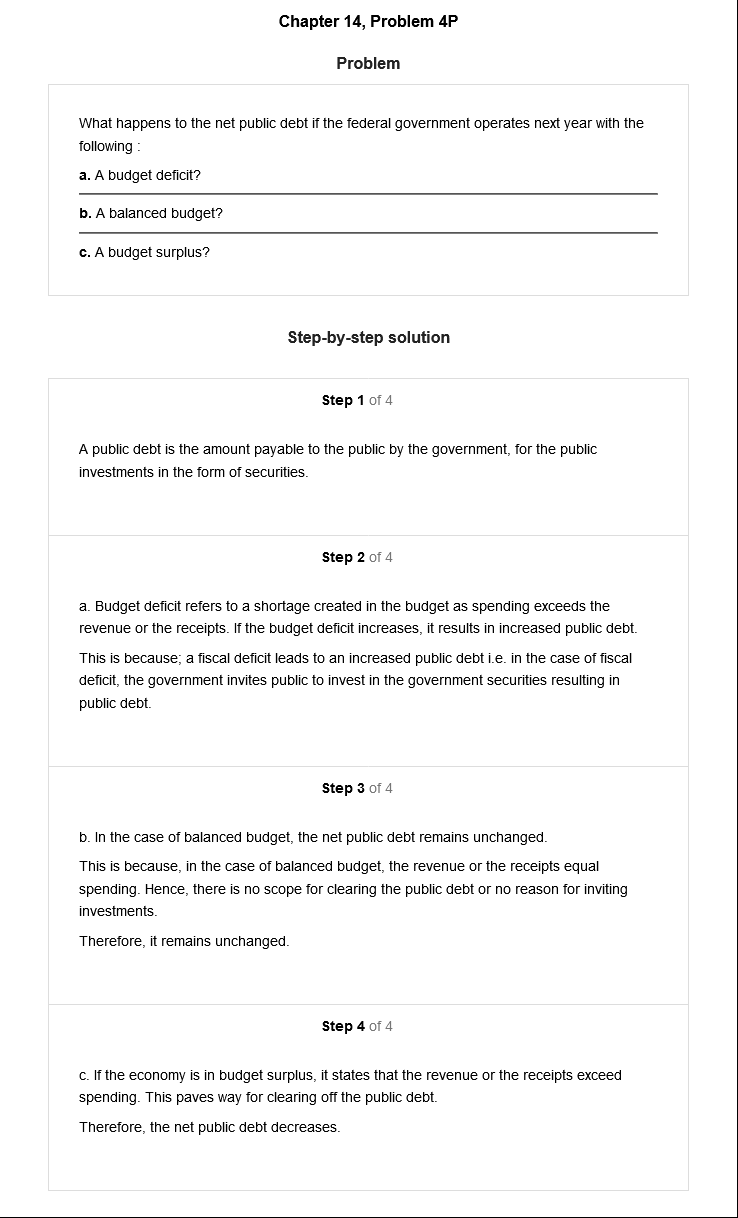 Chapter 14, Problem 4P
Problem
What happens to the net public debt if the federal government operates next year with the
following :
a. A budget deficit?
b. A balanced budget?
c. A budget surplus?
Step-by-step solution
Step 1 of 4
A public debt is the amount payable to the public by the government, for the public
investments in the form of securities.
Step 2 of 4
a. Budget deficit refers to a shortage created in the budget as spending exceeds the
revenue or the receipts. If the budget deficit increases, it results in increased public debt.
This is because; a fiscal deficit leads to an increased public debt i.e. in the case of fiscal
deficit, the government invites public to invest in the government securities resulting in
public debt.
Step 3 of 4
b. In the case of balanced budget, the net public debt remains unchanged.
This is because, in the case of balanced budget, the revenue or the receipts equal
spending. Hence, there is no scope for clearing the public debt or no reason for inviting
investments.
Therefore, it remains unchanged.
Step 4 of 4
c. If the economy is in budget surplus, it states that the revenue or the receipts exceed
spending. This paves way for clearing off the public debt.
Therefore, the net public debt decreases.